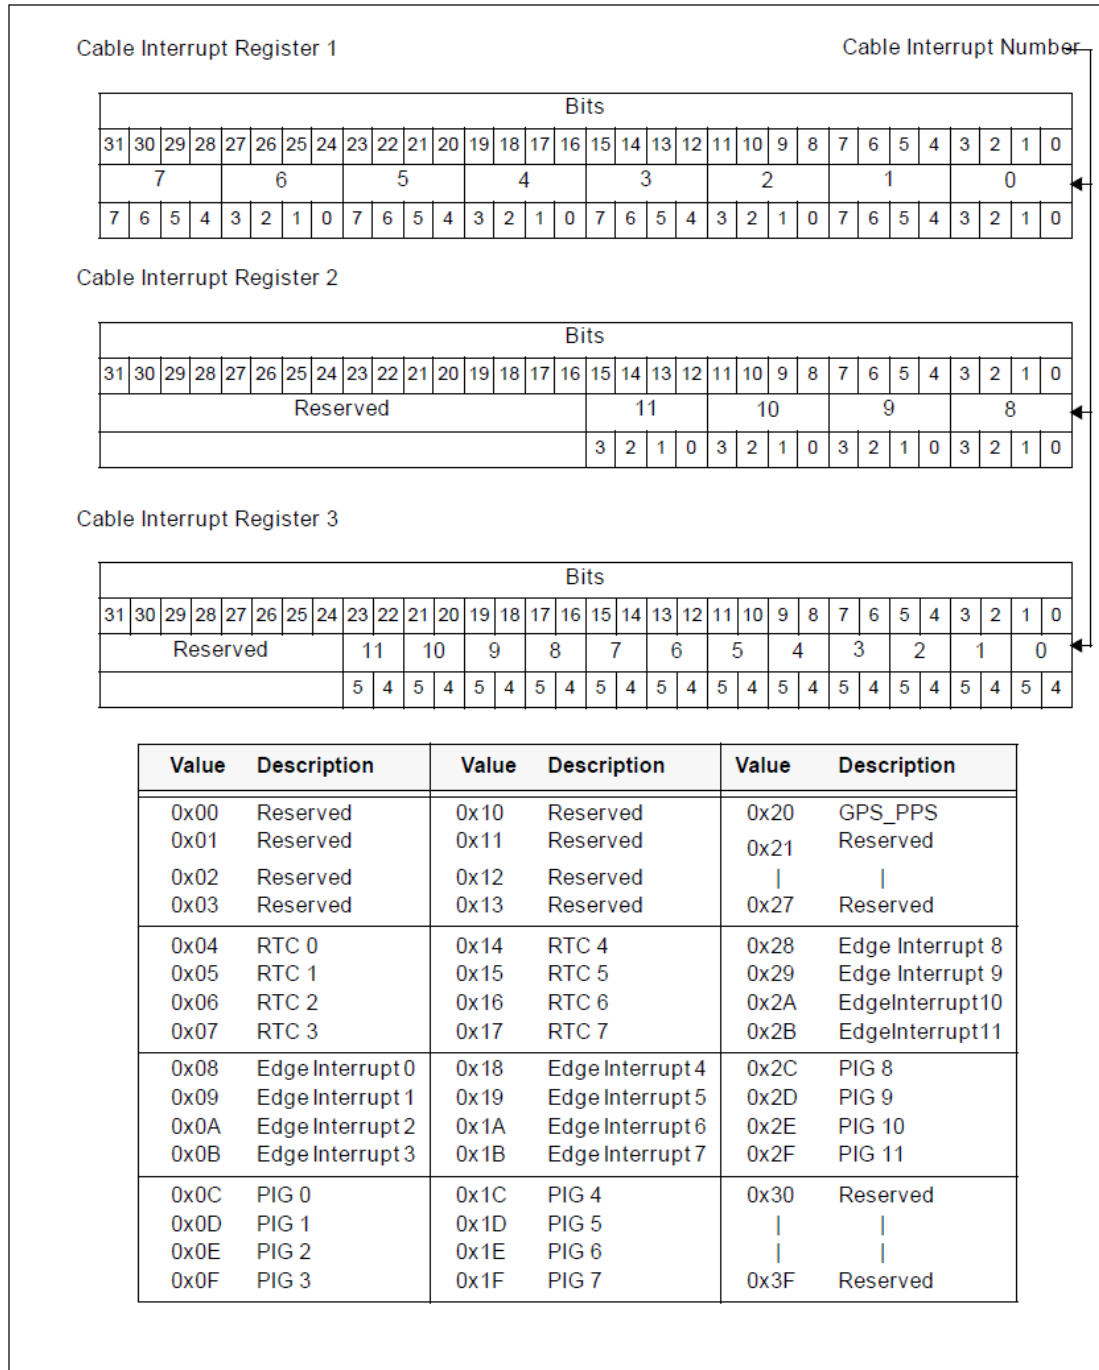 Cable Interrupt Register 1 Cable Interrupt Number
Bits
31 30 29 28 27 26 25 24 23 22 21 20 19 18 17 16 15 14 13 12 11 10 9 8 7 6 5 4 3 2 1 0
7 6 5 4 3 2 1 0
7 6 5 4 3 2 1 0 7 6 5 4 3 2 1 0 7 6 5 4 3 2 1 0 7 6 5 4 3 2 1 0
Cable Interrupt Register 2
Bits
31 30 29 28 27 26 25 24 23 22 21 20 19 18 17 16 15 14 13 12 11 10 9 8 7 6 5 4 3 2 1 0
Reserved 11 10 9 8
3 2 1 0 3 2 1 0 3 2 1 0 3 2 1 0
Cable Interrupt Register 3
Bits
31 30 29 28 27 26 25 24 23 22 21 20 19 18 17 16 15 14 13 12 11 10 9 8 7 6 5 4 3 2 1 0
Reserved 11 10 9 8 7 6 5 4 3 2 1 0
5 4 5 4 5 4 5 4 5 4 5 4 5 4 5 4 5 4 5 4 5 4 5 4
Value Description Value Description Value Description
0x00 Reserved 0x10 Reserved 0x20 GPS_PPS
0x01 Reserved 0x11 Reserved 0x21 Reserved
0x02 Reserved 0x12 Reserved | |
0x03 Reserved 0x13 Reserved 0x27 Reserved
0x04 RTC 0 0x14 RTC 4 0x28 Edge Interrupt 8
0x05 RTC 1 0x15 RTC 5 0x29 Edge Interrupt 9
0x06 RTC 2 0x16 RTC 6 0x2A EdgeInterrupt10
0x07 RTC 3 0x17 RTC 7 0x2B EdgeInterrupt11
0x08 Edge Interrupt 0 0x18 Edge Interrupt 4 0x2C PIG 8
0x09 Edge Interrupt 1 0x19 Edge Interrupt 5 0x2D PIG 9
0x0A Edge Interrupt 2 0x1A Edge Interrupt 6 0x2E PIG 10
0x0B Edge Interrupt 3 0x1B Edge Interrupt 7 0x2F PIG 11
0x0C PIG 0 0x1C PIG 4 0x30 Reserved
0x0D PIG 1 0x1D PIG 5 | |
0x0E PIG 2 0x1E PIG 6 | |
0x0F PIG 3 0x1F PIG 7 0x3F Reserved